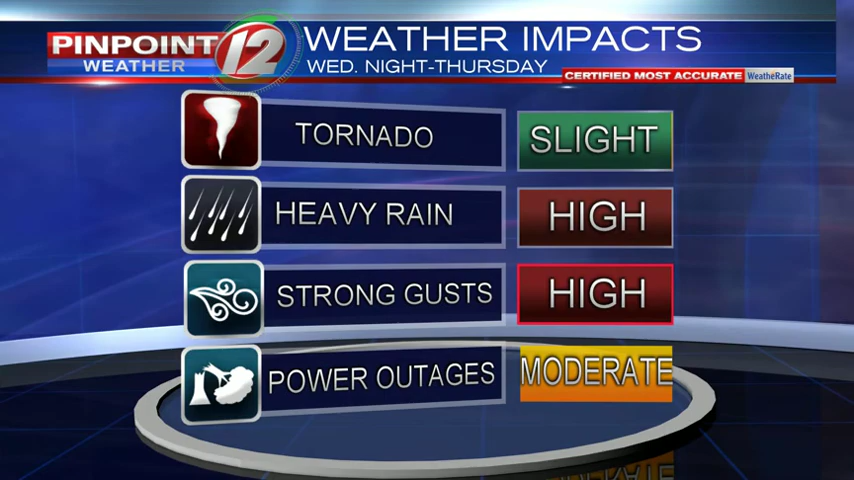 PINPOINT 12
WEATHER
WEATHER IMPACTS
WED. NIGHT-THURSDAY
CERTIFIED MOST ACCURATE WeatheRate
TORNADO SLIGHT
HEAVY RAIN HIGH
STRONG GUSTS HIGH
POWER OUTAGES MODERATE